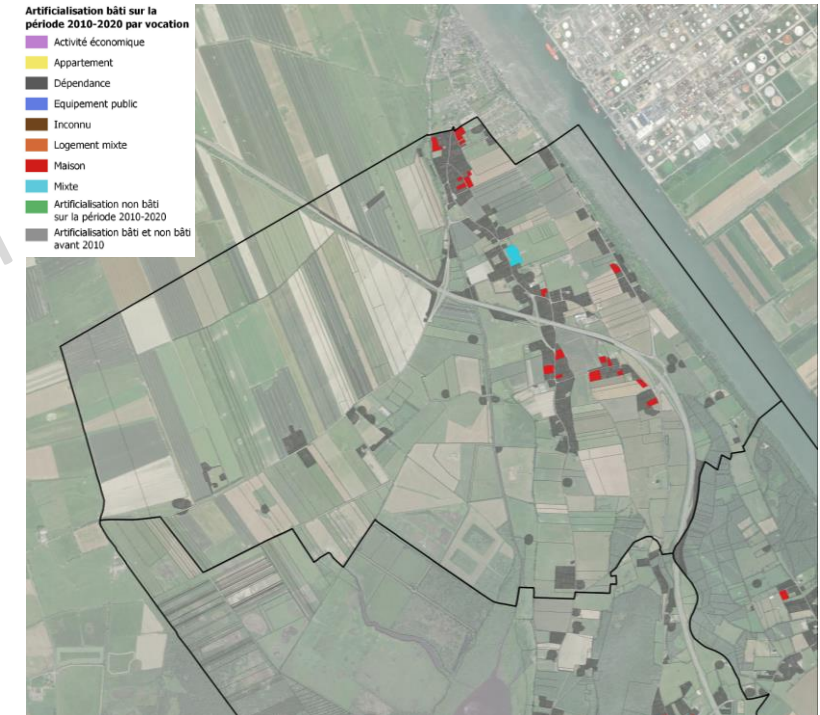 Artificialisation bâti sur la
période 2010-2020 par vocation
Activité économique
Appartement
Dépendance
Equipement public
Inconnu
Logement mixte
Maison
Mixte
Artificialisation non bâti
sur la période 2010-2020
Artificialisation bâti et non bâti
avant 2010